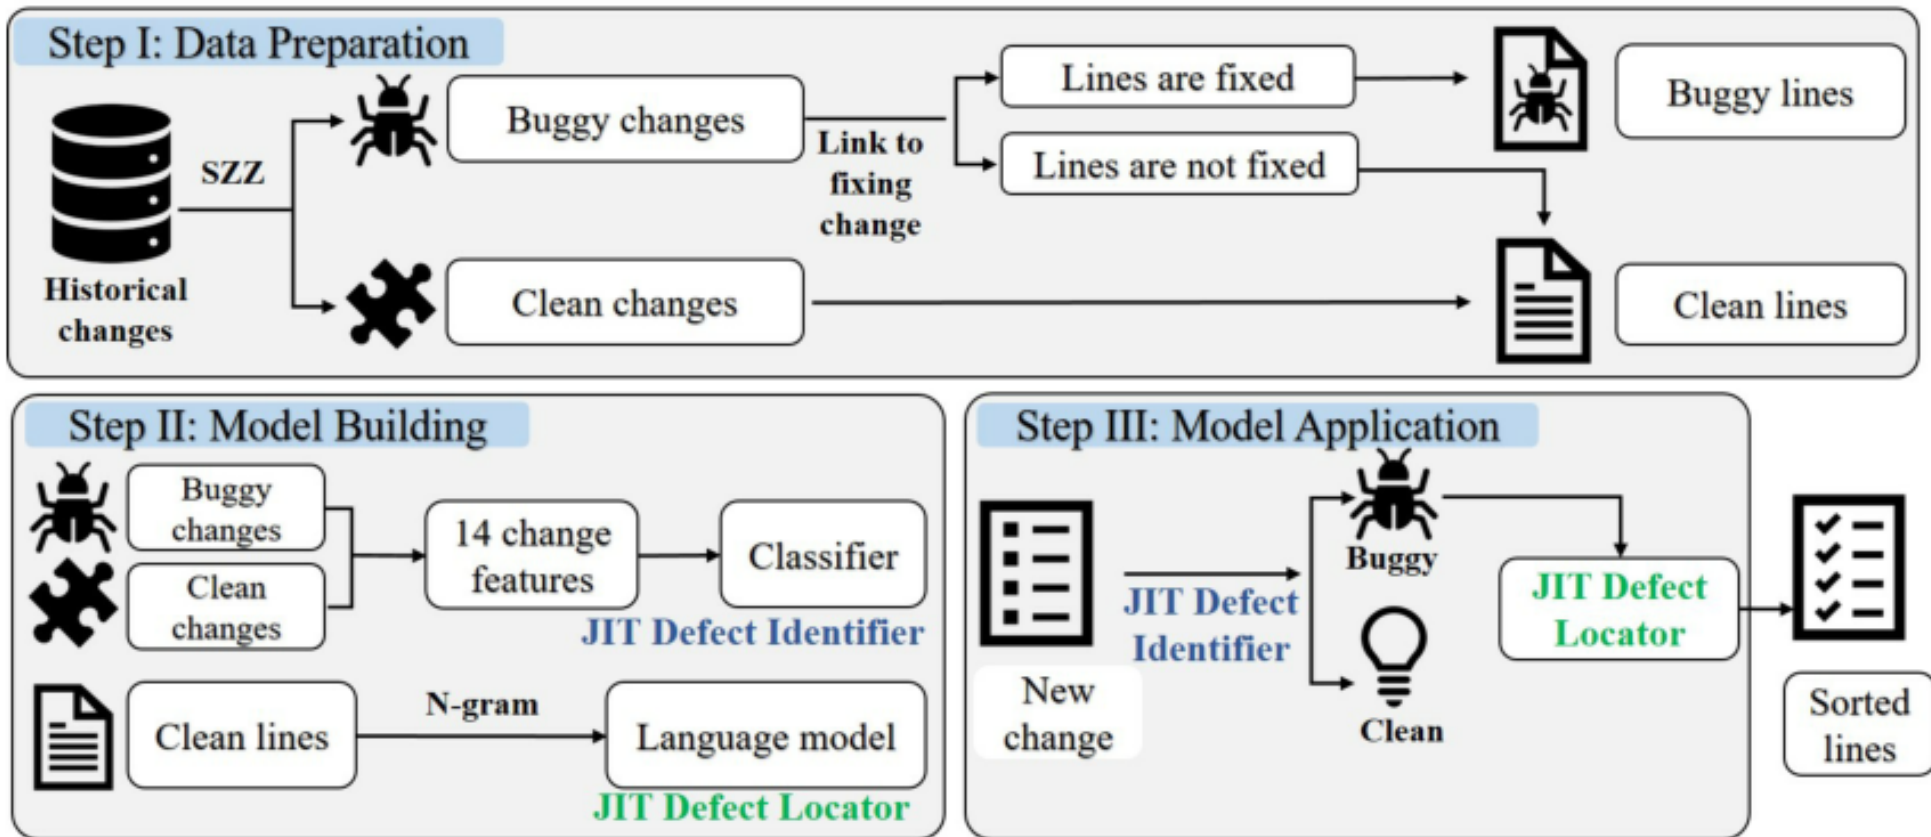 Step I: Data Preparation
Historical
changes
SZZ
Buggy changes
Clean changes
Link to
fixing
change
Lines are fixed
Lines are not fixed
Buggy lines
Clean lines
Step II: Model Building
Buggy
changes
Clean
changes
14 change
features
Classifier
JIT Defect Identifier
Clean lines
N-gram
Language model
JIT Defect Locator
Step III: Model Application
New
change
JIT Defect
Identifier
Buggy
Clean
JIT Defect
Locator
Sorted
lines